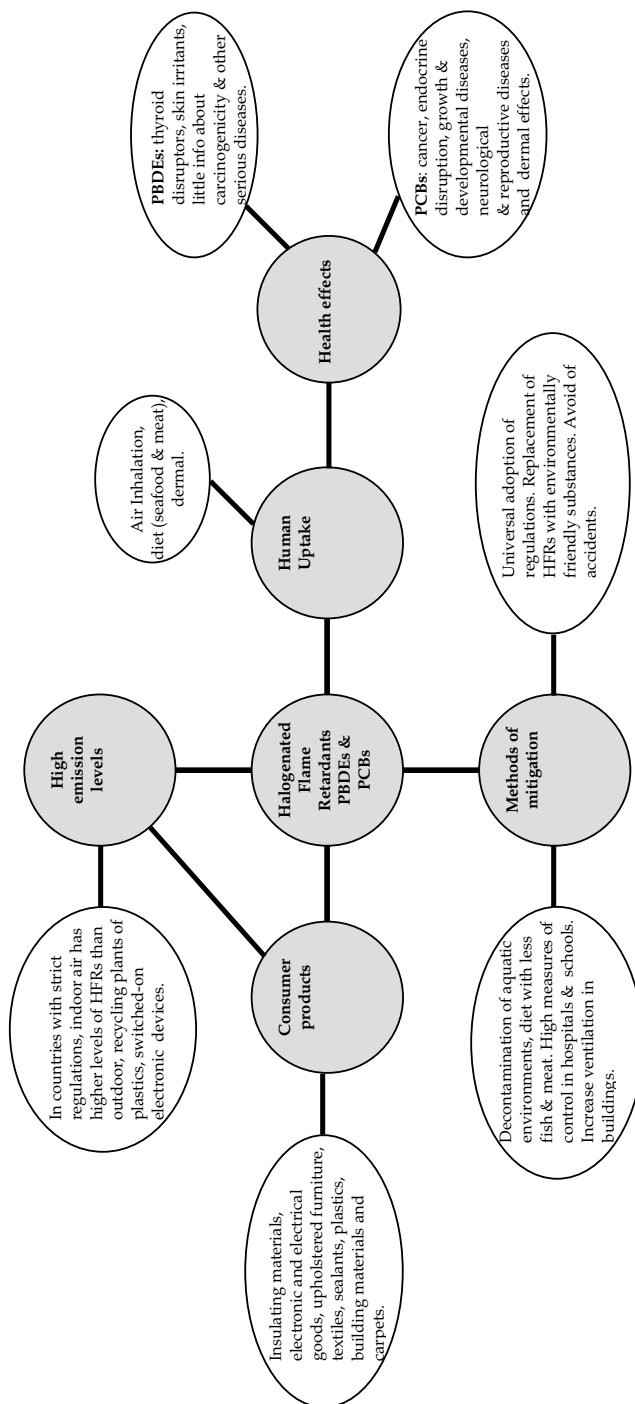 In countries with strict
regulations, indoor air has
higher levels of HFRs than
outdoor, recycling plants of
plastics, switched-on
electronic devices.
High
emission
levels
Air Inhalation,
diet (seafood & meat),
dermal.
PBDEs: thyroid
disruptors, skin irritants,
little info about
carcinogenicity & other
serious diseases.
Insulating materials,
electronic and electrical
goods, upholstered furniture,
textiles, sealants, plastics,
building materials and
carpets.
Consumer
products
Halogenated
Flame
Retardants
PBDEs &
PCBs
Human
Uptake
Health effects
PCBs: cancer, endocrine
disruption, growth &
developmental diseases,
neurological
& reproductive diseases
and dermal effects.
Decontamination of aquatic
environments, diet with less
fish & meat. High measures of
control in hospitals & schools.
Increase ventilation in
buildings.
Methods of
mitigation
Universal adoption of
regulations. Replacement of
HFRs with environmentally
friendly substances. Avoid of
accidents.